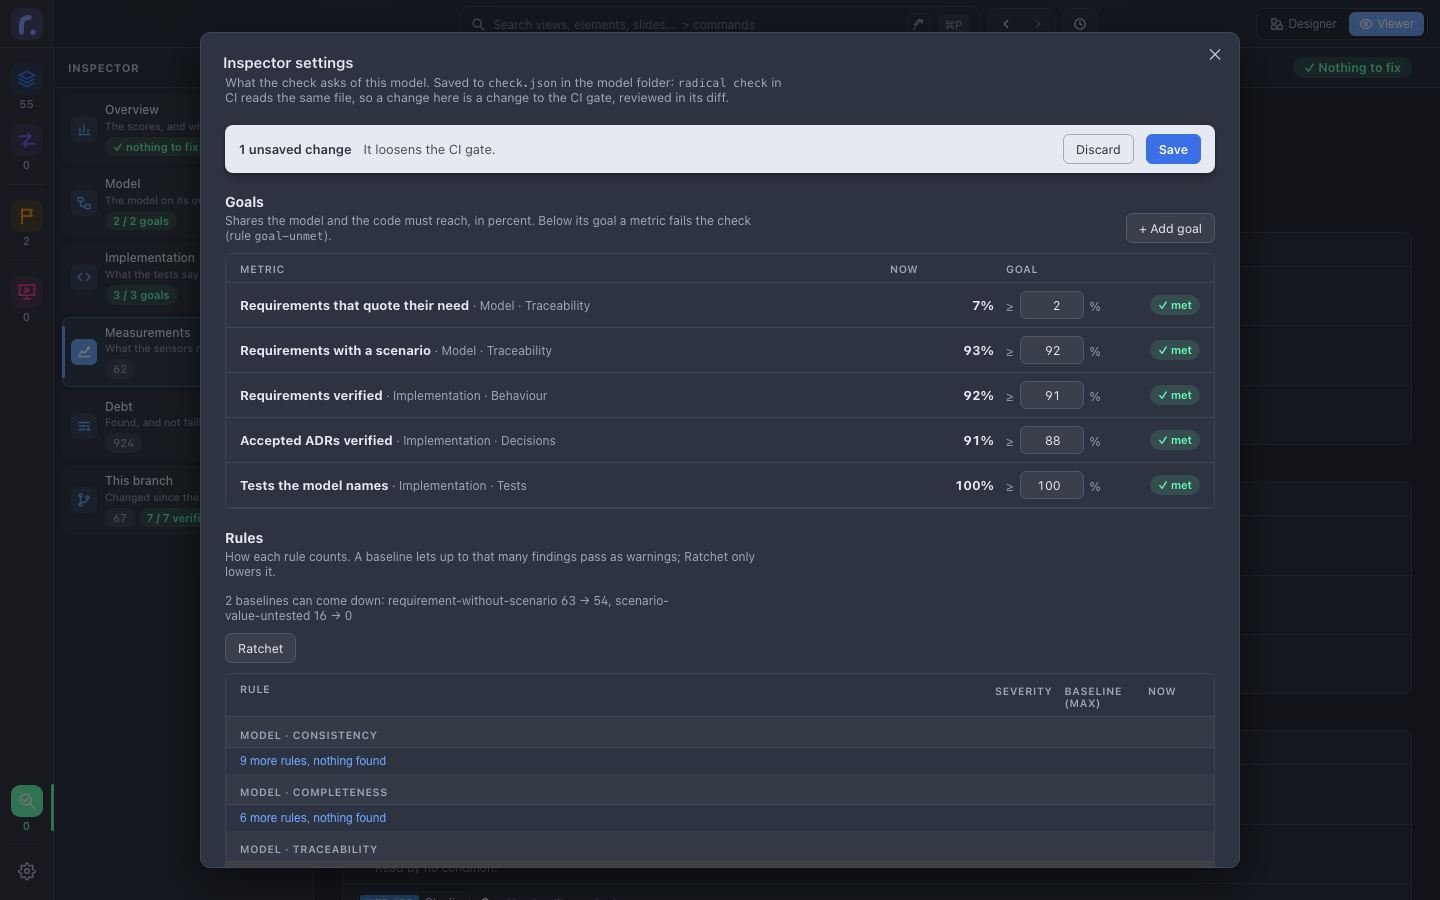 Search views, elements, slides... > commands
⌘P
Designer
Viewer
INSPECTOR
✓ Nothing to fix
55
0
2
0
0
Overview
The scores, and wh
✓ nothing to fix
Model
The model on its o
2 / 2 goals
Implementation
What the tests say
3 / 3 goals
Measurements
What the sensors r
62
Debt
Found, and not faili
924
This branch
Changed since the
67
7 / 7 verifi
Inspector settings
What the check asks of this model. Saved to check.json in the model folder: radical check in
CI reads the same file, so a change here is a change to the CI gate, reviewed in its diff.
1 unsaved change It loosens the CI gate.
Discard
Save
Goals
Shares the model and the code must reach, in percent. Below its goal a metric fails the check
(rule goal-unmet).
+ Add goal
METRIC NOW GOAL
Requirements that quote their need · Model · Traceability 7% ≥ 2 % ✓ met
Requirements with a scenario · Model · Traceability 93% ≥ 92 % ✓ met
Requirements verified · Implementation · Behaviour 92% ≥ 91 % ✓ met
Accepted ADRs verified · Implementation · Decisions 91% ≥ 88 % ✓ met
Tests the model names · Implementation · Tests 100% ≥ 100 % ✓ met
Rules
How each rule counts. A baseline lets up to that many findings pass as warnings; Ratchet only
lowers it.
2 baselines can come down: requirement-without-scenario 63 → 54, scenario-
value-untested 16 → 0
Ratchet
RULE SEVERITY BASELINE (MAX) NOW
MODEL · CONSISTENCY
9 more rules, nothing found
MODEL · COMPLETENESS
6 more rules, nothing found
MODEL · TRACEABILITY
Read by no condition.